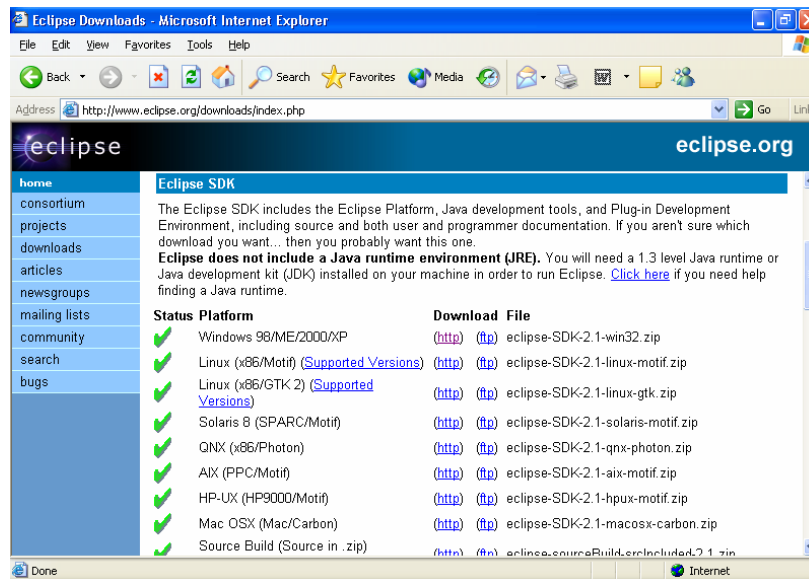 Eclipse Downloads - Microsoft Internet Explorer
File Edit View Favorites Tools Help
Back Search Favorites Media
Address http://www.eclipse.org/downloads/index.php Go
eclipse eclipse.org
home
consortium
projects
downloads
articles
newsgroups
mailing lists
community
search
bugs
Eclipse SDK
The Eclipse SDK includes the Eclipse Platform, Java development tools, and Plug-in Development
Environment, including source and both user and programmer documentation. If you aren't sure which
download you want... then you probably want this one.
Eclipse does not include a Java runtime environment (JRE). You will need a 1.3 level Java runtime or
Java development kit (JDK) installed on your machine in order to run Eclipse. Click here if you need help
finding a Java runtime.
Status Platform Download File
Windows 98/ME/2000/XP (http) (ftp) eclipse-SDK-2.1-win32.zip
Linux (x86/Motif) (Supported Versions) (http) (ftp) eclipse-SDK-2.1-linux-motif.zip
Linux (x86/GTK 2) (Supported
Versions) (http) (ftp) eclipse-SDK-2.1-linux-gtk.zip
Solaris 8 (SPARC/Motif) (http) (ftp) eclipse-SDK-2.1-solaris-motif.zip
QNX (x86/Photon) (http) (ftp) eclipse-SDK-2.1-qnx-photon.zip
AIX (PPC/Motif) (http) (ftp) eclipse-SDK-2.1-aix-motif.zip
HP-UX (HP9000/Motif) (http) (ftp) eclipse-SDK-2.1-hpux-motif.zip
Mac OSX (Mac/Carbon) (http) (ftp) eclipse-SDK-2.1-macosx-carbon.zip
Source Build (Source in .zip) (http) (ftp) eclipse-sourceBuild-srcIncluded-2.1.zip
Done Internet